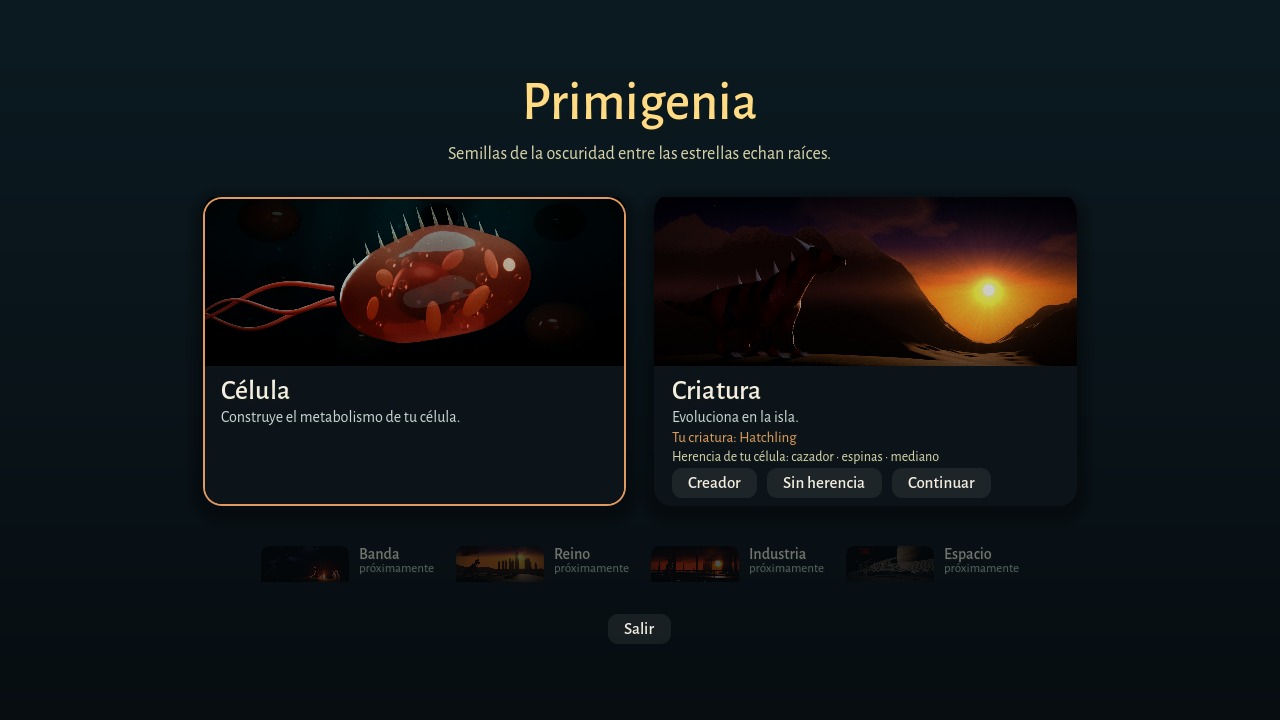 Primigenia
Semillas de la oscuridad entre las estrellas echan raíces.
Célula
Construye el metabolismo de tu célula.
Criatura
Evoluciona en la isla.
Tu criatura: Hatchling
Herencia de tu célula: cazador · espinas · mediano
Creador
Sin herencia
Continuar
Banda
próximamente
Reino
próximamente
Industria
próximamente
Espacio
próximamente
Salir